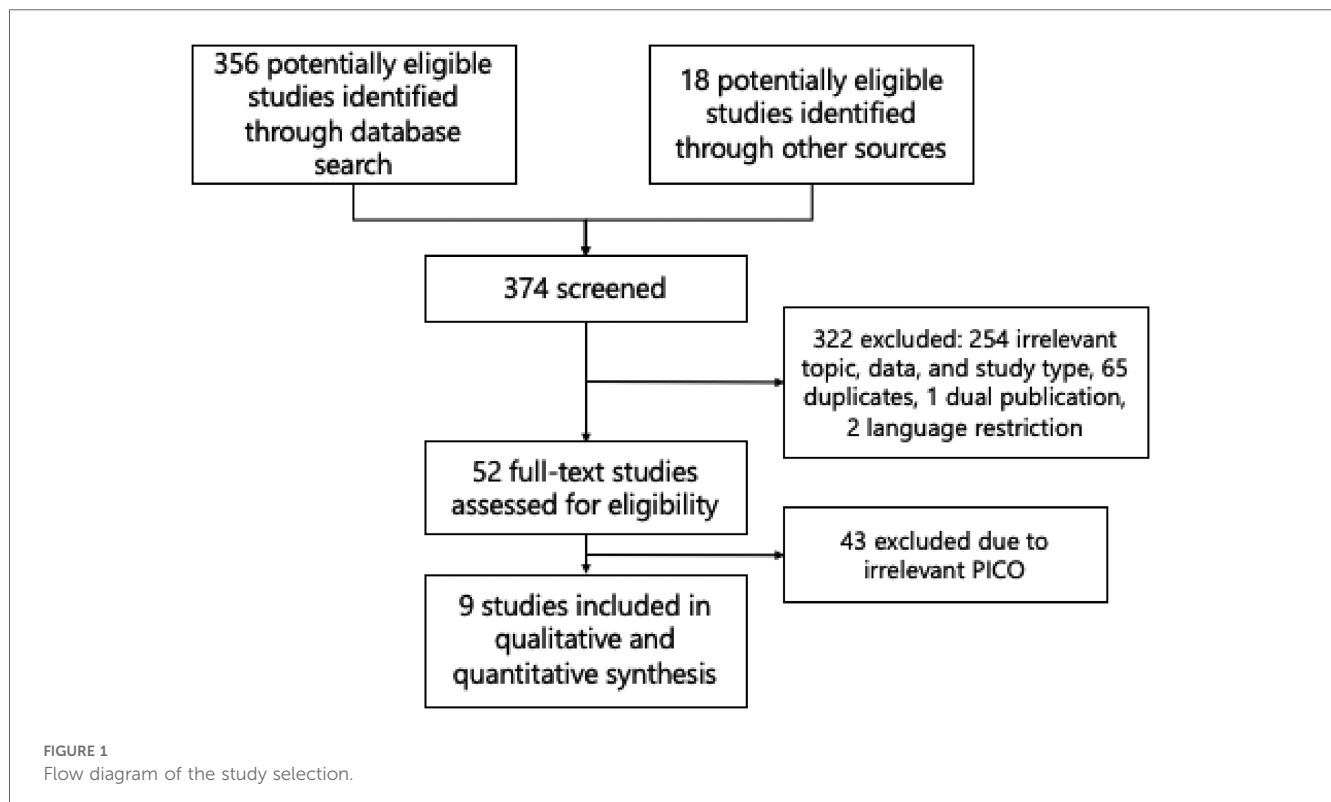 356 potentially eligible
studies identified
through database
search
18 potentially eligible
studies identified
through other sources
374 screened
322 excluded: 254 irrelevant
topic, data, and study type, 65
duplicates, 1 dual publication,
2 language restriction
52 full-text studies
assessed for eligibility
43 excluded due to
irrelevant PICO
9 studies included in
qualitative and
quantitative synthesis
FIGURE 1
Flow diagram of the study selection.